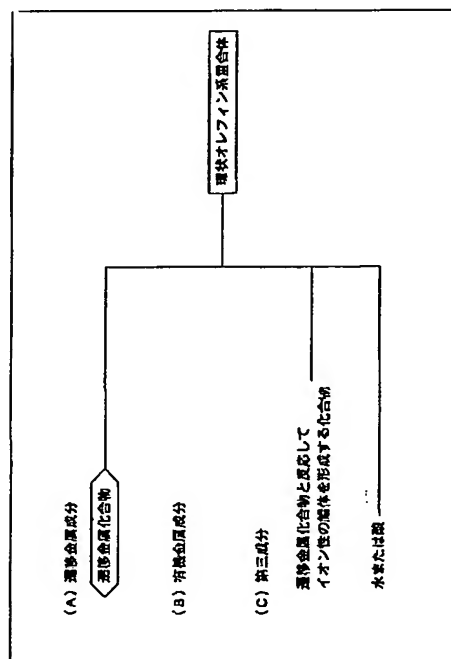 (A) 遷移金属成分
遷移金属化合物
(B) 有機金属成分
(C) 第三成分
遷移金属化合物と反応して
イオン性の錯体を形成する化合物
水または酸
環状オレフィン系重合体